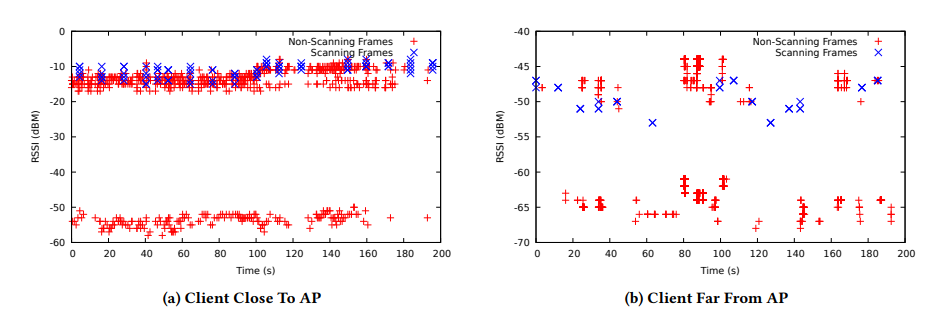 0
-10
-20
-30
-40
-50
-60
0 20 40 60 80 100 120 140 160 180 200
RSSI (dBM)
Time (s)
Non-Scanning Frames
Scanning Frames
(a) Client Close To AP
-40
-45
-50
-55
-60
-65
-70
0 20 40 60 80 100 120 140 160 180 200
RSSI (dBM)
Time (s)
Non-Scanning Frames
Scanning Frames
(b) Client Far From AP